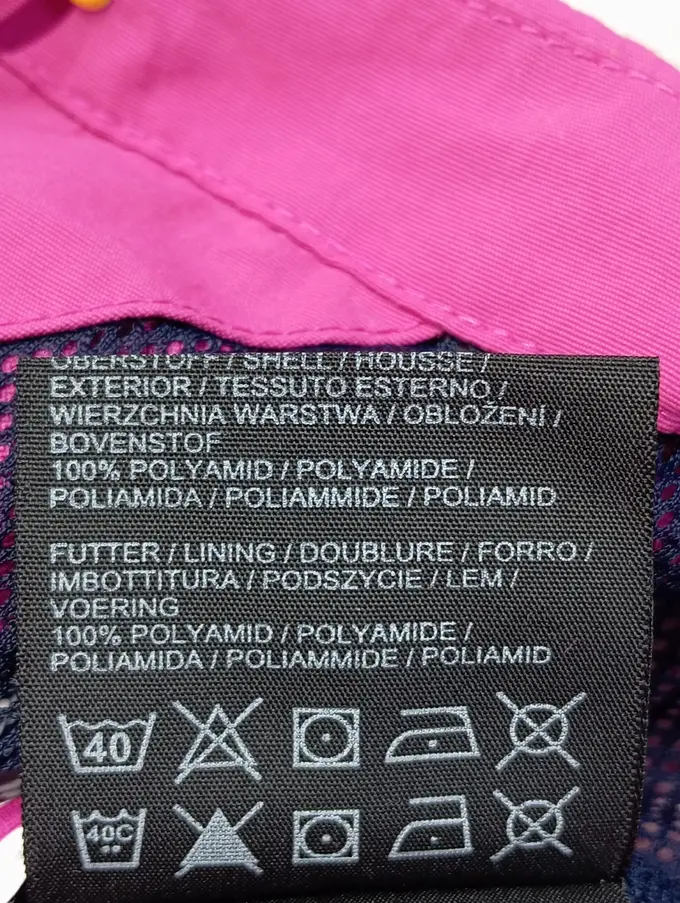 OBERSTOFF / SHELL / HOUSSE /
EXTERIOR / TESSUTO ESTERNO /
WIERZCHNIA WARSTWA / OBLOŽENÍ /
BOVENSTOF
100% POLYAMID / POLYAMIDE /
POLIAMIDA / POLIAMMIDE / POLIAMID
FUTTER / LINING / DOUBLURE / FORRO /
IMBOTTITURA / PODSZYCIE / LEM /
VOERING
100% POLYAMID / POLYAMIDE /
POLIAMIDA / POLIAMMIDE / POLIAMID
40
40C